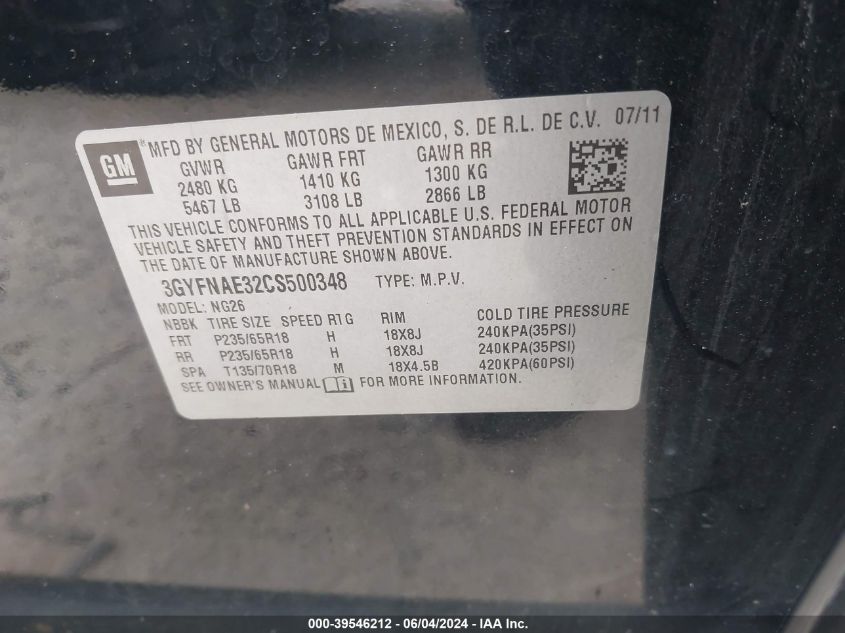 GM
® MFD BY GENERAL MOTORS DE MEXICO, S. DE R.L. DE C.V. 07/11
GVWR GAWR FRT GAWR RR
2480 KG 1410 KG 1300 KG
5467 LB 3108 LB 2866 LB
THIS VEHICLE CONFORMS TO ALL APPLICABLE U.S. FEDERAL MOTOR
VEHICLE SAFETY AND THEFT PREVENTION STANDARDS IN EFFECT ON
THE DATE OF MANUFACTURE SHOWN ABOVE.
3GYFNAE32CS500348 TYPE: M.P.V.
MODEL: NG26
NBBK TIRE SIZE SPEED RTG RIM COLD TIRE PRESSURE
FRT P235/65R18 H 18X8J 240KPA(35PSI)
RR P235/65R18 H 18X8J 240KPA(35PSI)
SPA T135/70R18 M 18X4.5B 420KPA(60PSI)
SEE OWNER'S MANUAL i FOR MORE INFORMATION.
000-39546212 - 06/04/2024 - IAA Inc.